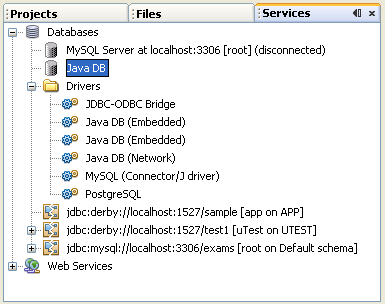 Projects
Files
Services
Databases
MySQL Server at localhost:3306 [root] (disconnected)
Java DB
Drivers
JDBC-ODBC Bridge
Java DB (Embedded)
Java DB (Embedded)
Java DB (Network)
MySQL (Connector/J driver)
PostgreSQL
jdbc:derby://localhost:1527/sample [app on APP]
jdbc:derby://localhost:1527/test1 [uTest on UTEST]
jdbc:mysql://localhost:3306/exams [root on Default schema]
Web Services